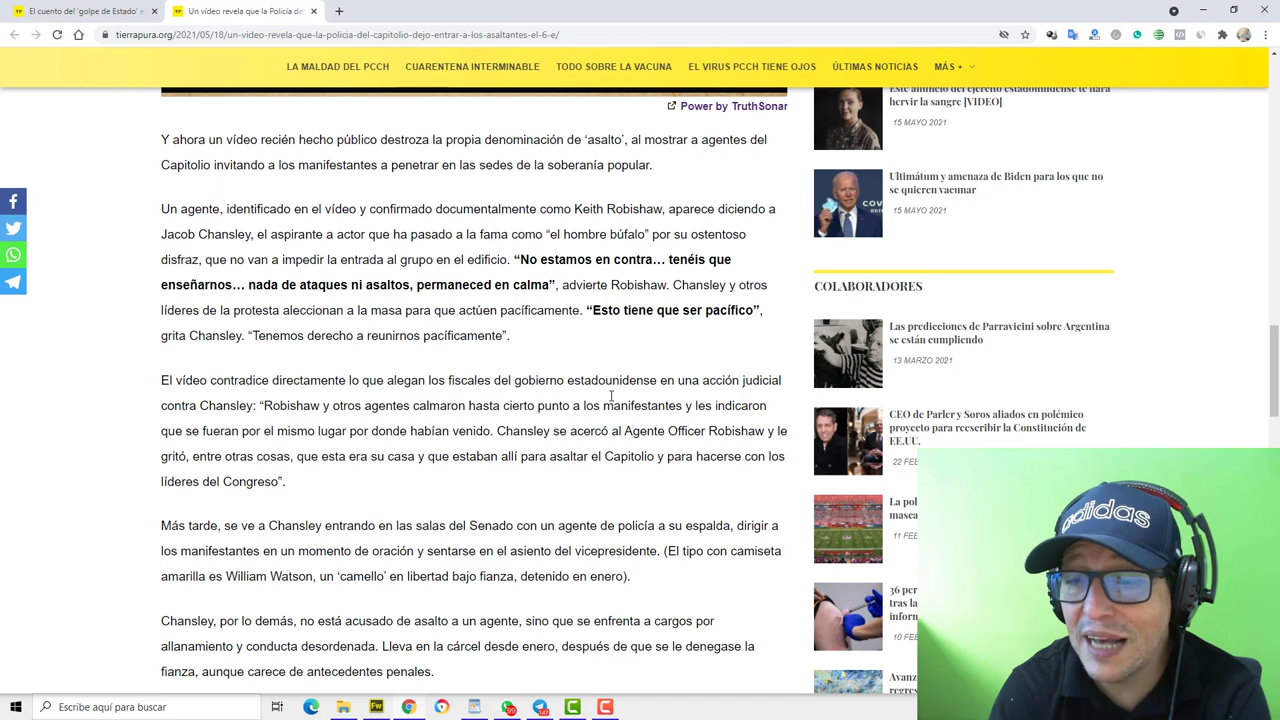 El cuento del 'golpe de Estado' e
Un vídeo revela que la Policía del
tierrapura.org/2021/05/18/un-video-revela-que-la-policia-del-capitolio-dejo-entrar-a-los-asaltantes-el-6-e/
LA MALDAD DEL PCCH CUARENTENA INTERMINABLE TODO SOBRE LA VACUNA EL VIRUS PCCH TIENE OJOS ÚLTIMAS NOTICIAS MÁS +
Power by TruthSonar
Y ahora un vídeo recién hecho público destroza la propia denominación de 'asalto', al mostrar a agentes del
Capitolio invitando a los manifestantes a penetrar en las sedes de la soberanía popular.
Un agente, identificado en el vídeo y confirmado documentalmente como Keith Robishaw, aparece diciendo a
Jacob Chansley, el aspirante a actor que ha pasado a la fama como “el hombre búfalo” por su ostentoso
disfraz, que no van a impedir la entrada al grupo en el edificio. “No estamos en contra… tenéis que
enseñarnos… nada de ataques ni asaltos, permaneced en calma”, advierte Robishaw. Chansley y otros
líderes de la protesta aleccionan a la masa para que actúen pacíficamente. “Esto tiene que ser pacífico”,
grita Chansley. “Tenemos derecho a reunirnos pacíficamente”.
El vídeo contradice directamente lo que alegan los fiscales del gobierno estadounidense en una acción judicial
contra Chansley: “Robishaw y otros agentes calmaron hasta cierto punto a los manifestantes y les indicaron
que se fueran por el mismo lugar por donde habían venido. Chansley se acercó al Agente Officer Robishaw y le
gritó, entre otras cosas, que esta era su casa y que estaban allí para asaltar el Capitolio y para hacerse con los
líderes del Congreso”.
Más tarde, se ve a Chansley entrando en las salas del Senado con un agente de policía a su espalda, dirigir a
los manifestantes en un momento de oración y sentarse en el asiento del vicepresidente. (El tipo con camiseta
amarilla es William Watson, un 'camello' en libertad bajo fianza, detenido en enero).
Chansley, por lo demás, no está acusado de asalto a un agente, sino que se enfrenta a cargos por
allanamiento y conducta desordenada. Lleva en la cárcel desde enero, después de que se le denegase la
fianza, aunque carece de antecedentes penales.
Este anuncio del ejército estadounidense te hará
hervir la sangre [VIDEO]
15 MAYO 2021
Ultimátum y amenaza de Biden para los que no
se quieren vacunar
15 MAYO 2021
COLABORADORES
Las predicciones de Parravicini sobre Argentina
se están cumpliendo
13 MARZO 2021
CEO de Parler y Soros aliados en polémico
proyecto para reescribir la Constitución de
EE.UU.
22 FEB
La pol
masca
11 FEB
36 per
tras la
inforn
10 FEB
Avanz
regres
adidas
Escribe aquí para buscar